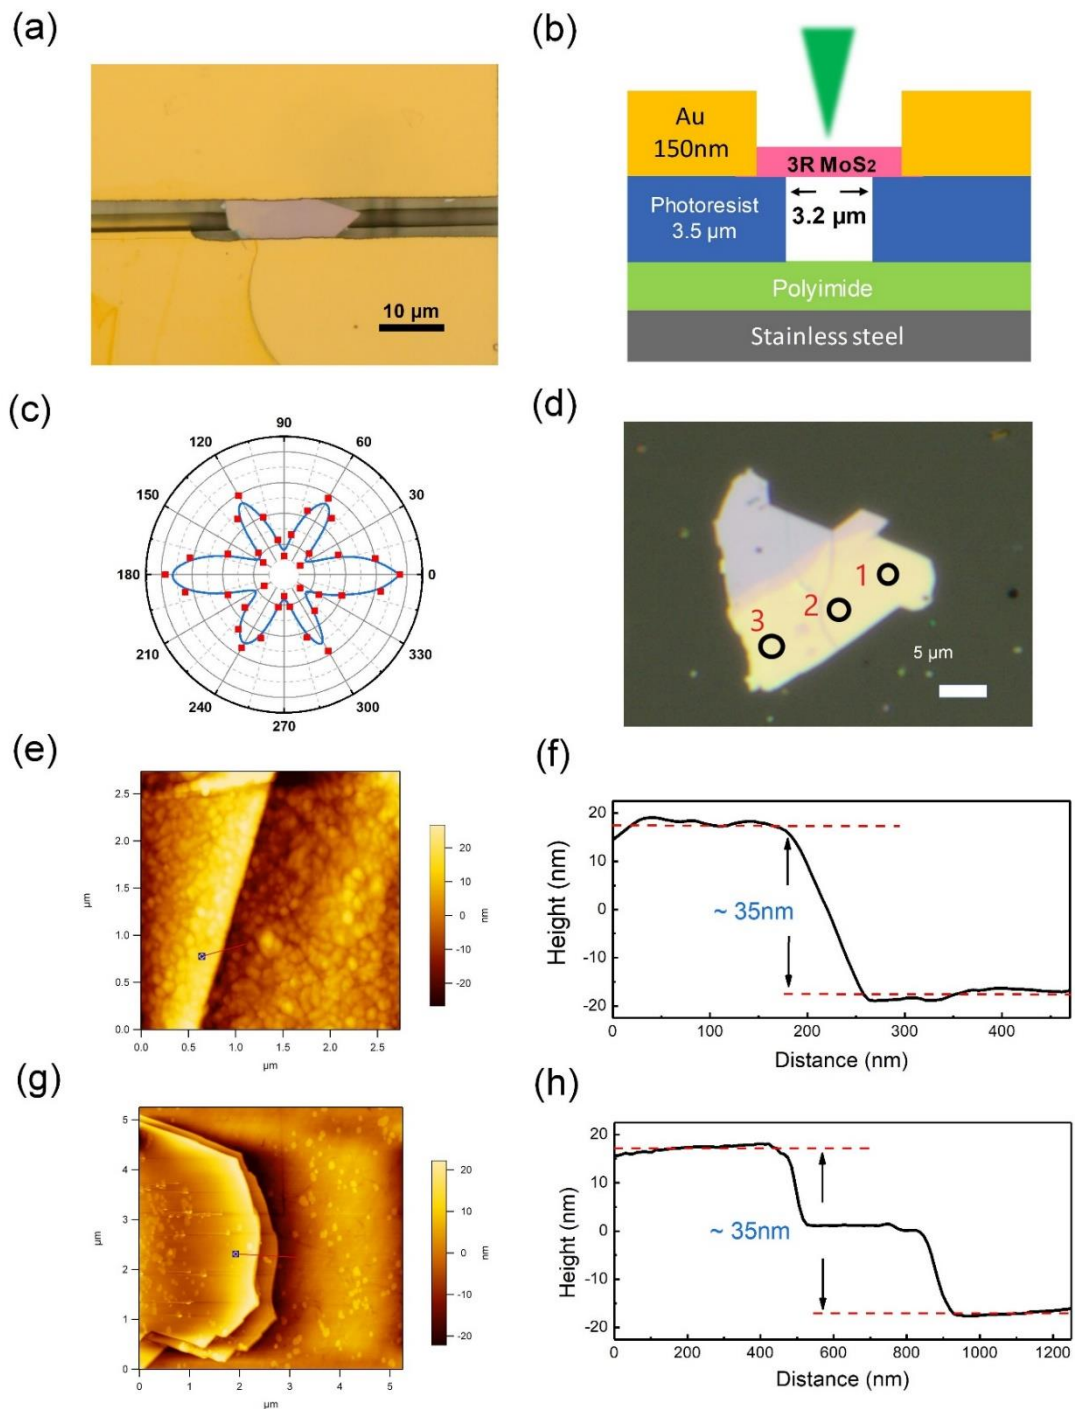 (a)
10 μm
(b)
Au
150nm
3R MoS2
Photoresist
3.5 μm
3.2 μm
Polyimide
Stainless steel
(c)
90
120
60
150
30
180
0
210
330
240
300
270
(d)
1
2
3
5 μm
(e)
2.5
2.0
1.5
1.0
0.5
0.0
μm
0.0
0.5
1.0
1.5
2.0
2.5
μm
20
10
0
-10
-20
nm
(f)
20
10
0
-10
-20
Height (nm)
~ 35nm
0
100
200
300
400
Distance (nm)
(g)
5
4
3
2
1
0
μm
0
1
2
3
4
5
μm
20
10
0
-10
-20
nm
(h)
20
10
0
-10
-20
Height (nm)
~ 35nm
0
200
400
600
800
1000
1200
Distance (nm)